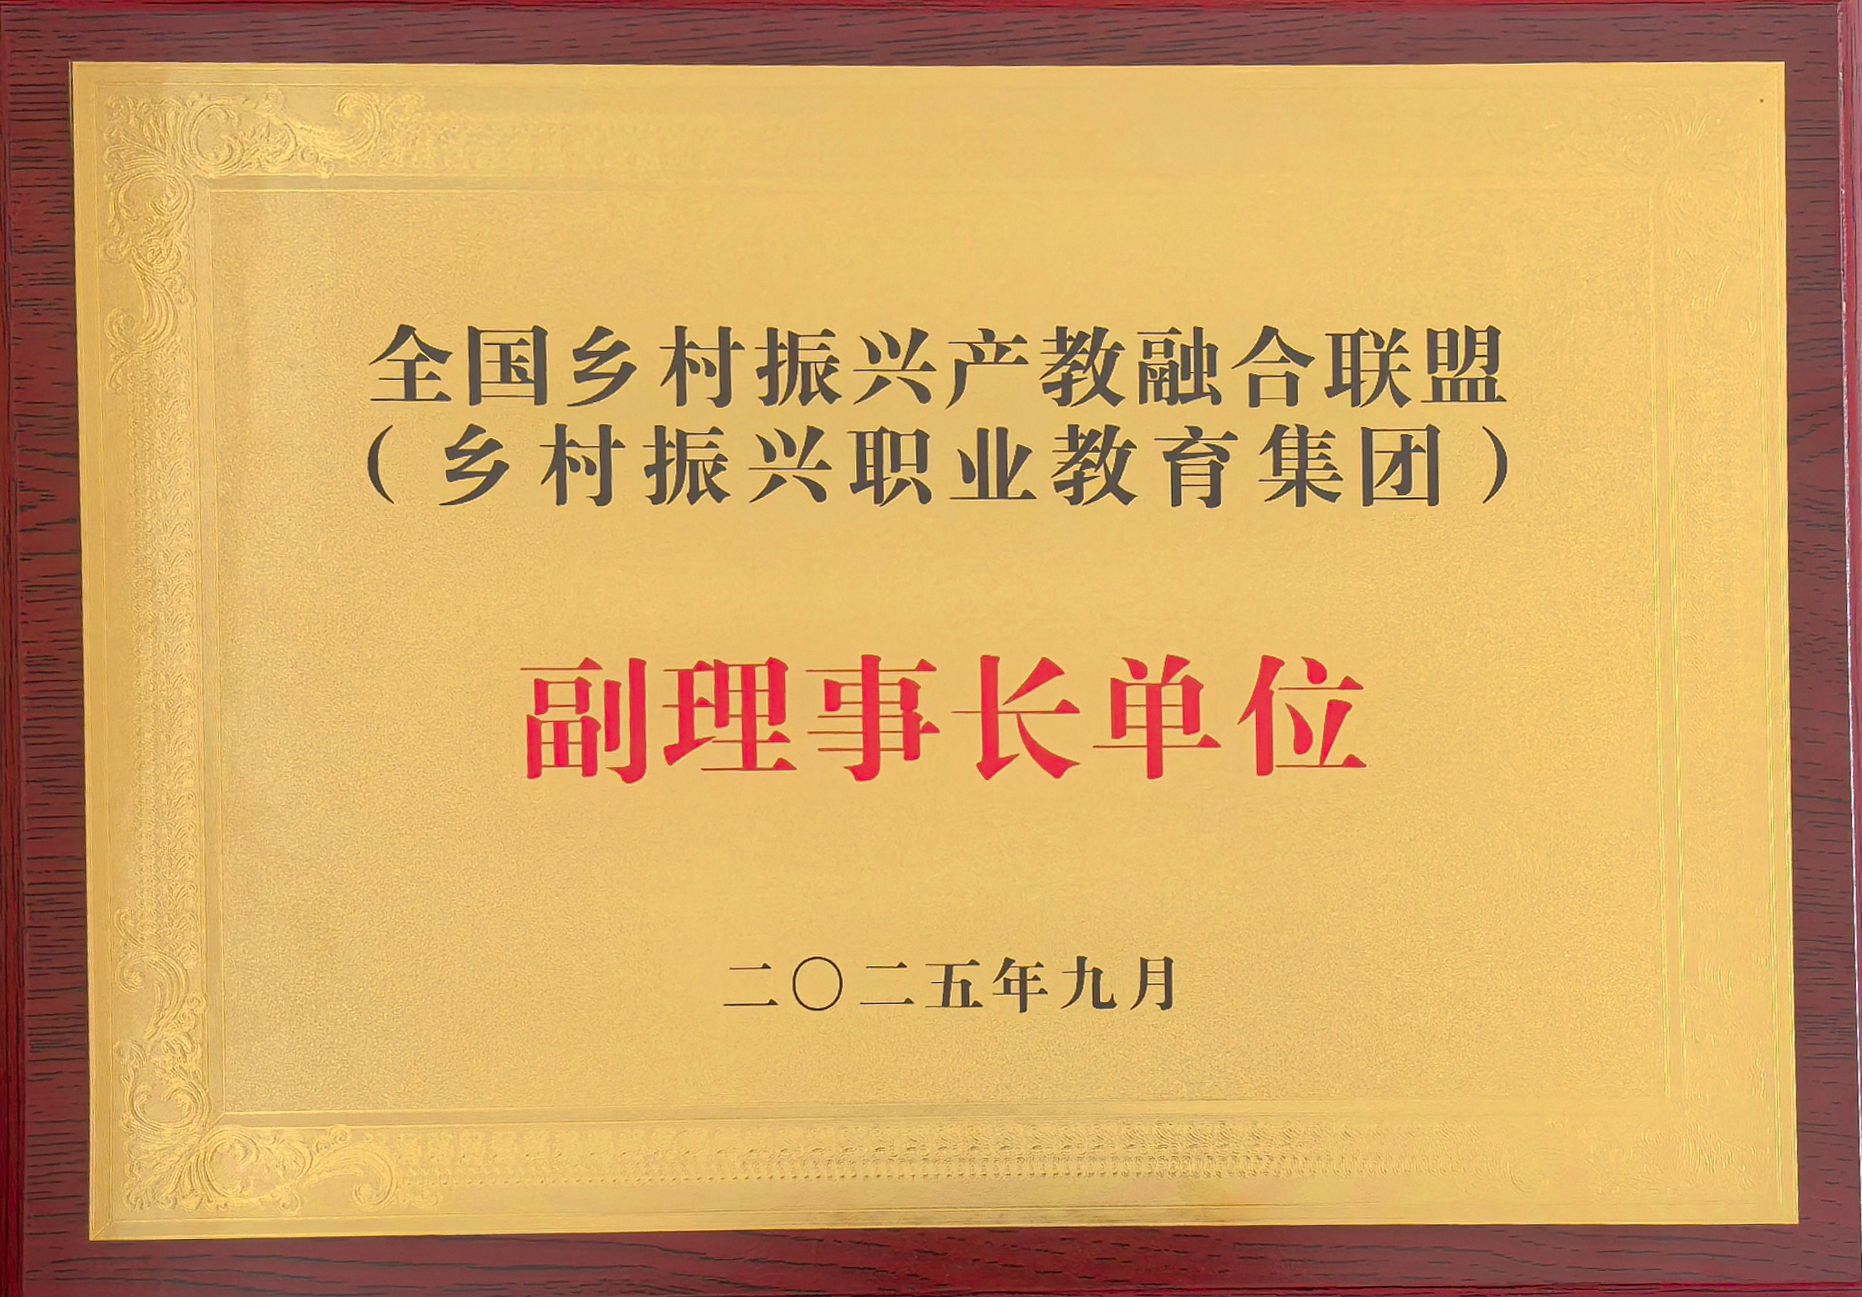 全国乡村振兴产教融合联盟
（乡村振兴职业教育集团）
副理事长单位
二〇二五年九月